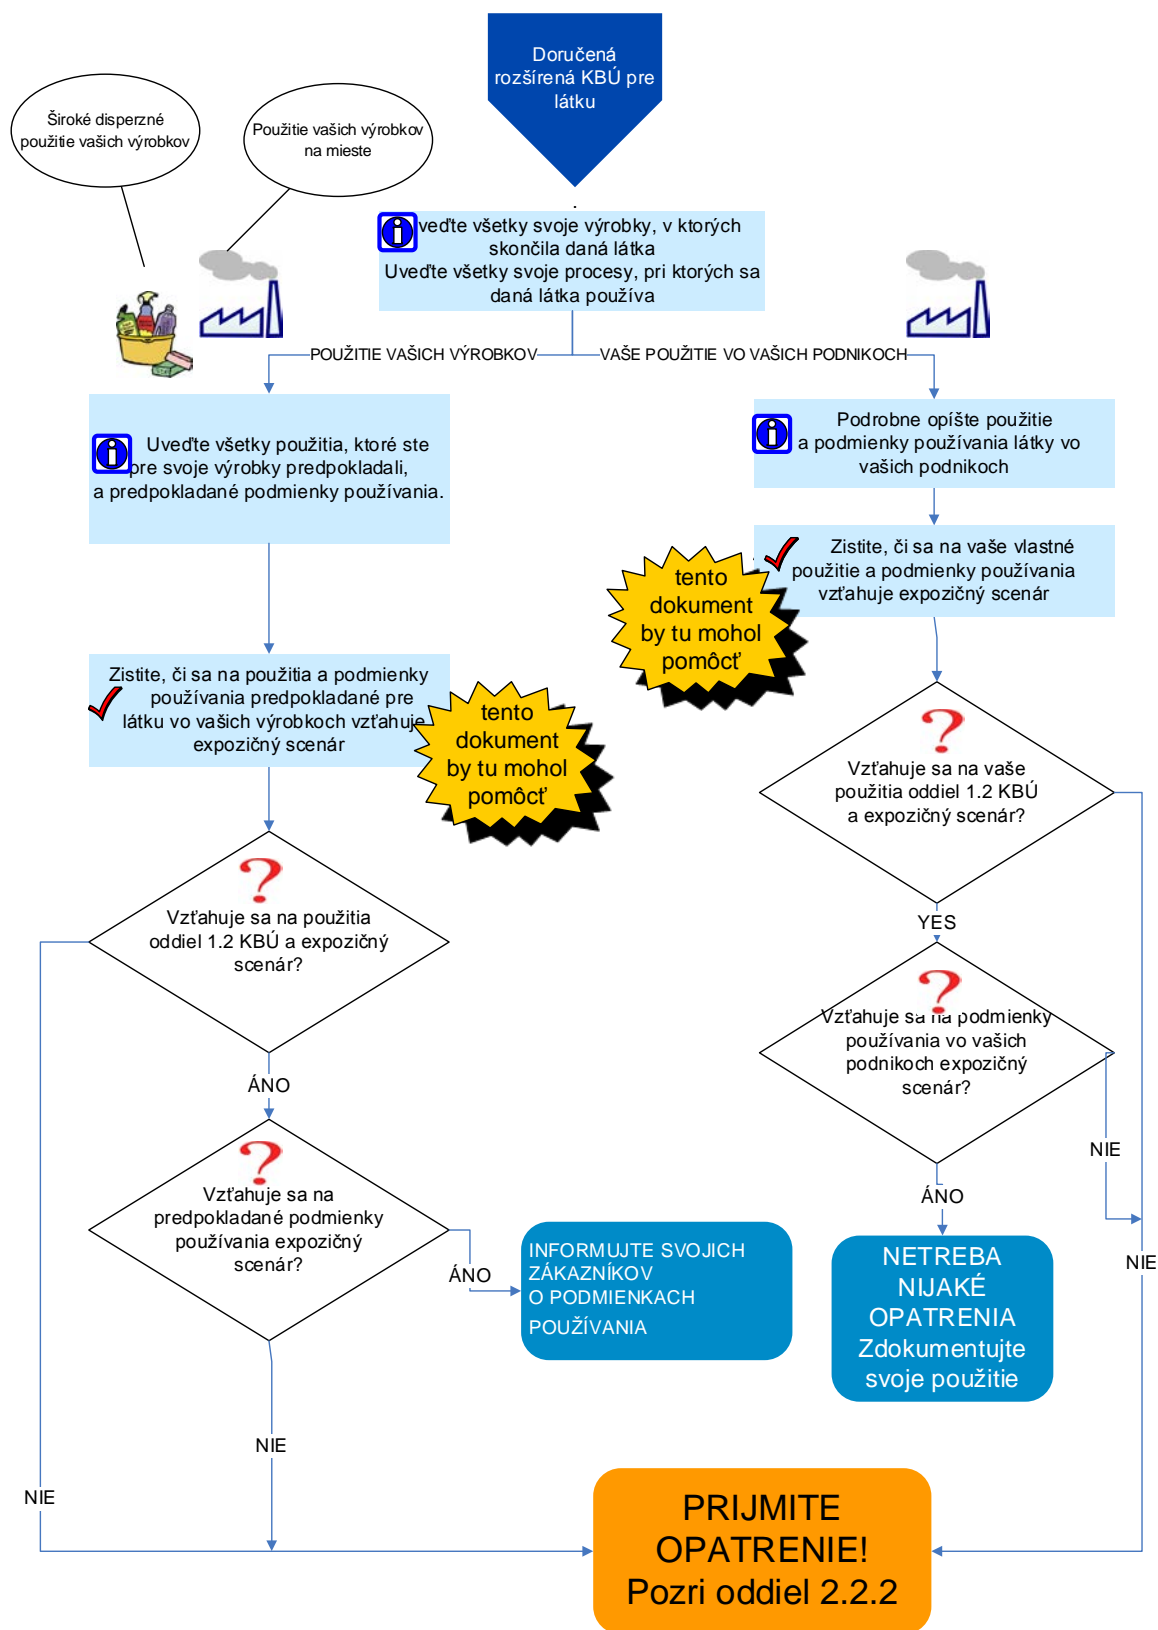 Doručená
rozšírená KBÚ pre
látku
Široké disperzné
použitie vašich výrobkov
Použitie vašich výrobkov
na mieste
veďte všetky svoje výrobky, v ktorých
skončila daná látka
Uveďte všetky svoje procesy, pri ktorých sa
daná látka používa
POUŽITIE VAŠICH VÝROBKOV
VAŠE POUŽITIE VO VAŠICH PODNIKOCH
Uveďte všetky použitia, ktoré ste
pre svoje výrobky predpokladali,
a predpokladané podmienky používania.
Podrobne opíšte použitie
a podmienky používania látky vo
vašich podnikoch
Zistite, či sa na vaše vlastné
použitie a podmienky používania
vzťahuje expozičný scenár
tento
dokument
by tu mohol
pomôcť
Zistite, či sa na použitia a podmienky
používania predpokladané pre
látku vo vašich výrobkoch vzťahuje
expozičný scenár
tento
dokument
by tu mohol
pomôcť
Vzťahuje sa na vaše
použitia oddiel 1.2 KBÚ
a expozičný scenár?
Vzťahuje sa na použitia
oddiel 1.2 KBÚ a expozičný
scenár?
YES
Vzťahuje sa na podmienky
používania vo vašich
podnikoch expozičný
scenár?
ÁNO
NIE
Vzťahuje sa na
predpokladané podmienky
používania expozičný
scenár?
ÁNO
ÁNO
INFORMUJTE SVOJICH
ZÁKAZNÍKOV
O PODMIENKACH
POUŽÍVANIA
NETREBA
NIJAKÉ
OPATRENIA
Zdokumentujte
svoje použitie
NIE
NIE
NIE
PRIJMITE
OPATRENIE!
Pozri oddiel 2.2.2